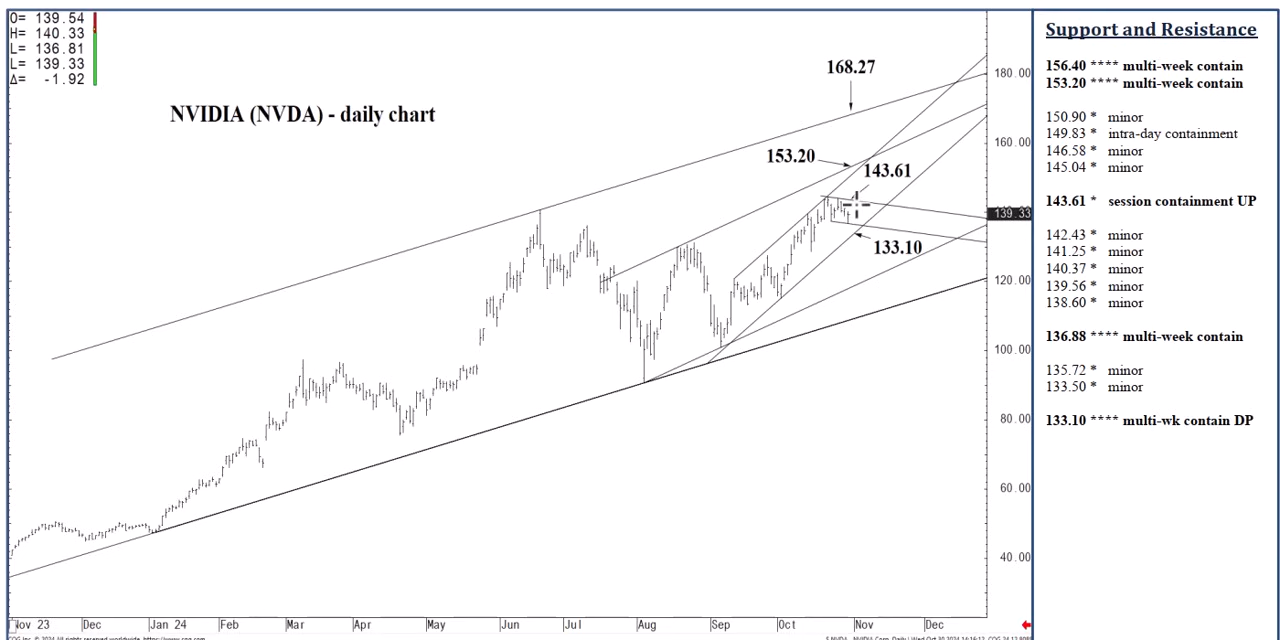 O= 139.54
H= 140.33
L= 136.81
L= 139.33
Δ= -1.92
NVIDIA (NVDA) - daily chart
168.27
153.20
143.61
133.10
180.00
160.00
139.33
120.00
100.00
80.00
60.00
40.00
Nov 23 Dec Jan 24 Feb Mar Apr May Jun Jul Aug Sep Oct Nov Dec
Support and Resistance
156.40 **** multi-week contain
153.20 **** multi-week contain
150.90 * minor
149.83 * intra-day containment
146.58 * minor
145.04 * minor
143.61 * session containment UP
142.43 * minor
141.25 * minor
140.37 * minor
139.56 * minor
138.60 * minor
136.88 **** multi-week contain
135.72 * minor
133.50 * minor
133.10 **** multi-wk contain DP